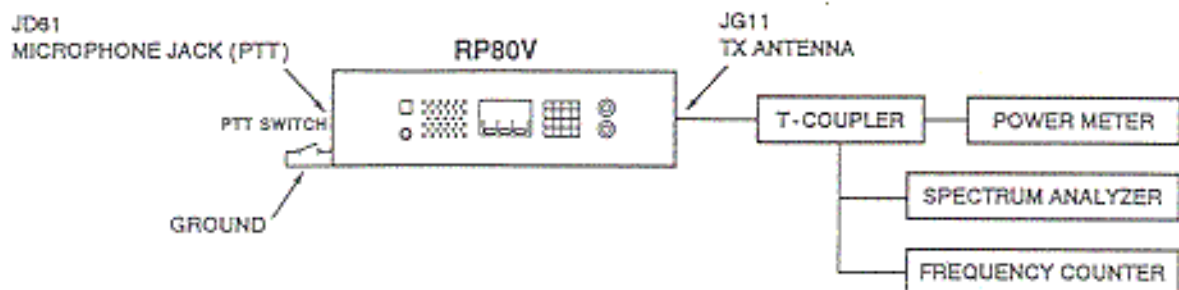 JD61
MICROPHONE JACK (PTT)
RP80V
JG11
TX ANTENNA
PTT SWITCH
GROUND
T-COUPLER
POWER METER
SPECTRUM ANALYZER
FREQUENCY COUNTER